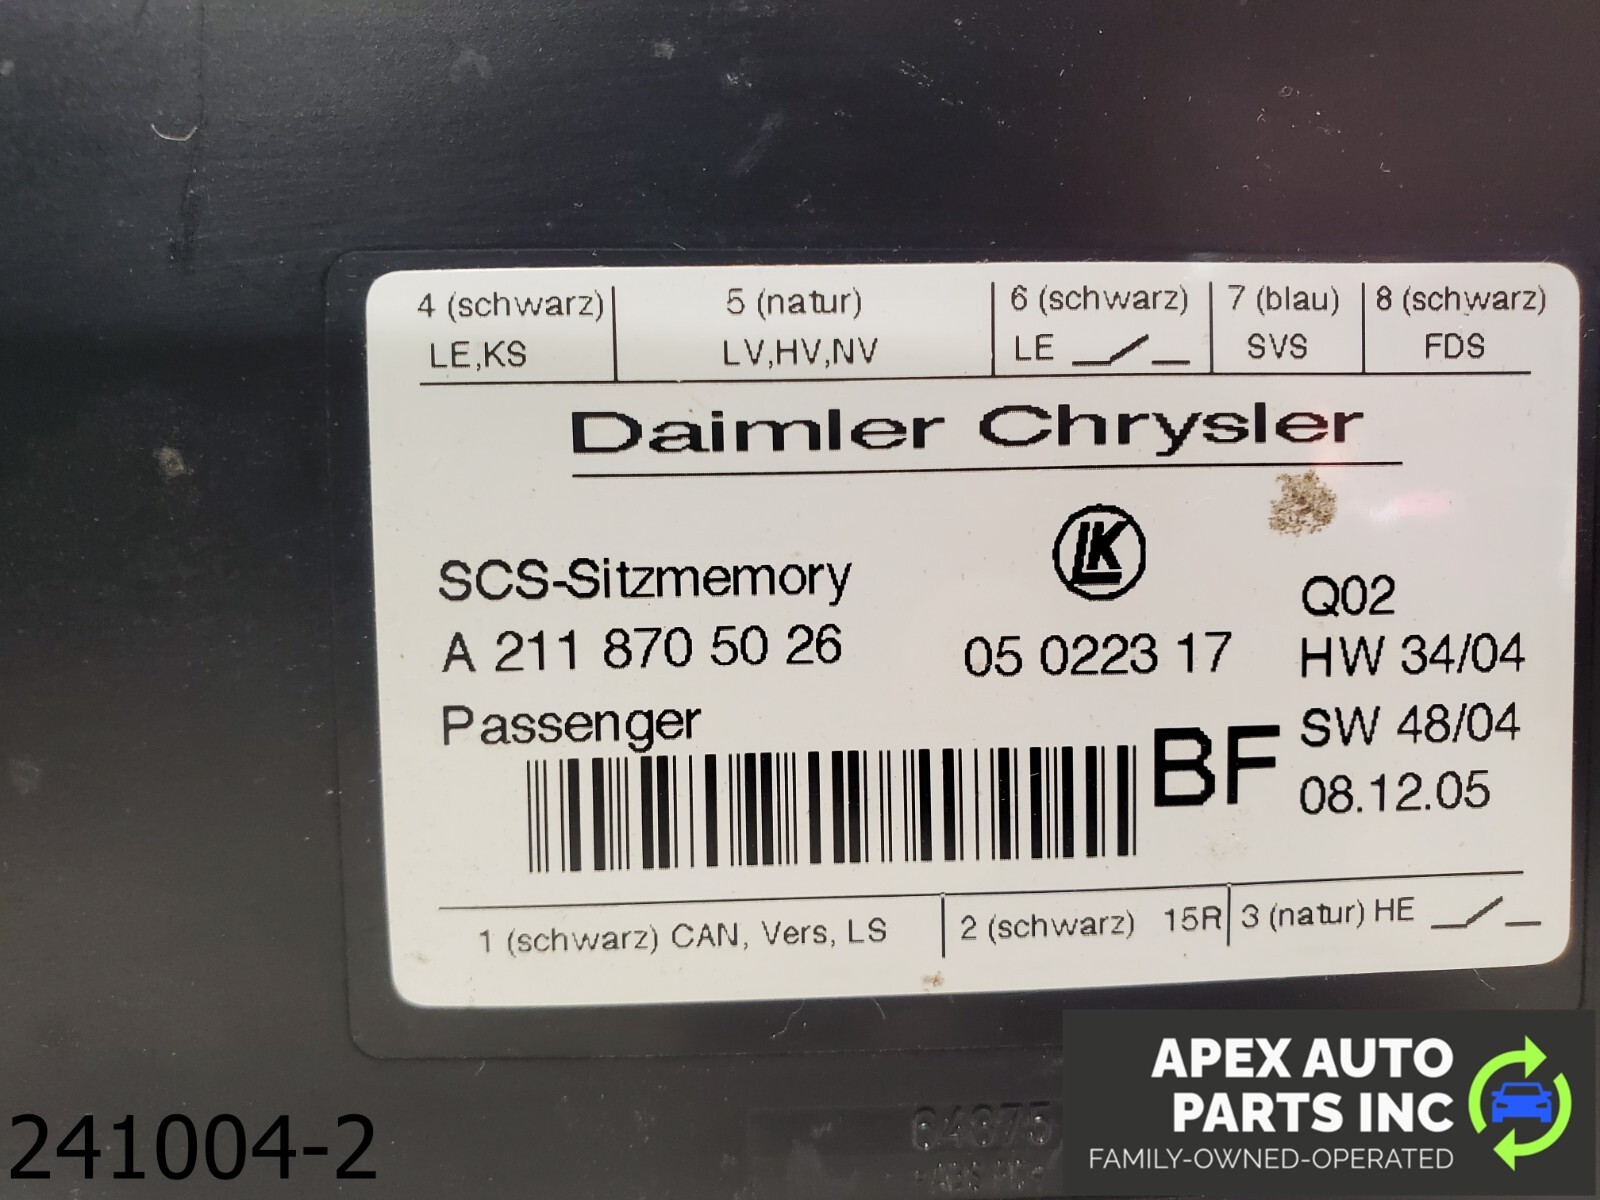 4 (schwarz) 5 (natur) 6 (schwarz) 7 (blau) 8 (schwarz)
LE,KS LV,HV,NV LE SVS FDS
Daimler Chrysler
LK
SCS-Sitzmemory Q02
A 211 870 50 26 05 0223 17 HW 34/04
Passenger BF SW 48/04
08.12.05
1 (schwarz) CAN, Vers, LS 2 (schwarz) 15R 3 (natur) HE
64375
241004-2
APEX AUTO
PARTS INC
FAMILY-OWNED-OPERATED